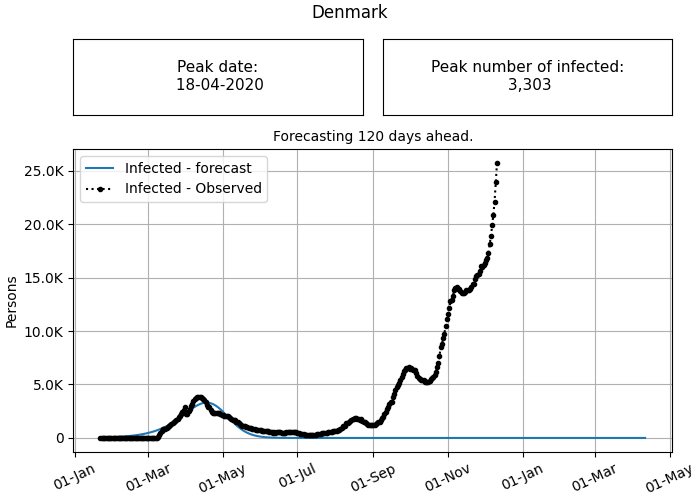 Denmark
Peak date:
18-04-2020
Peak number of infected:
3,303
Forecasting 120 days ahead.
Infected - forecast
Infected - Observed
25.0K
20.0K
15.0K
10.0K
5.0K
0
Persons
01-Jan
01-Mar
01-May
01-Jul
01-Sep
01-Nov
01-Jan
01-Mar
01-May